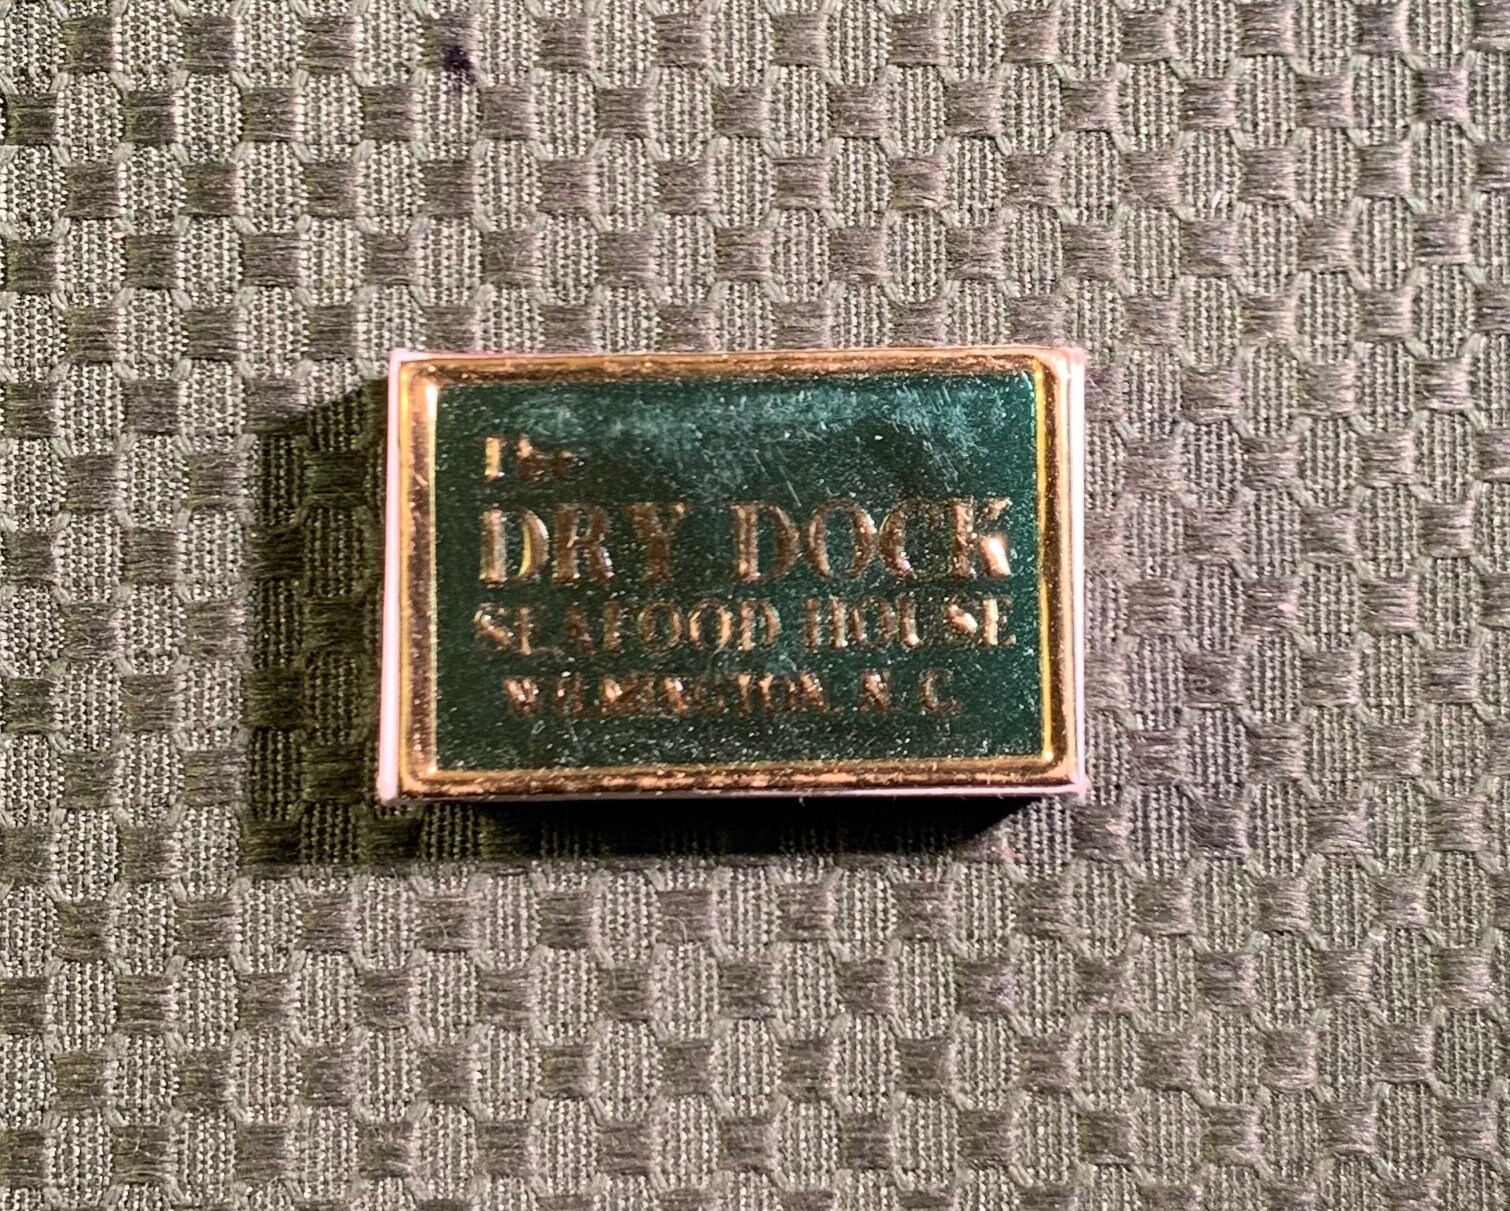 The
DRY DOCK
SEAFOOD HOUSE
WILMINGTON, N. C.